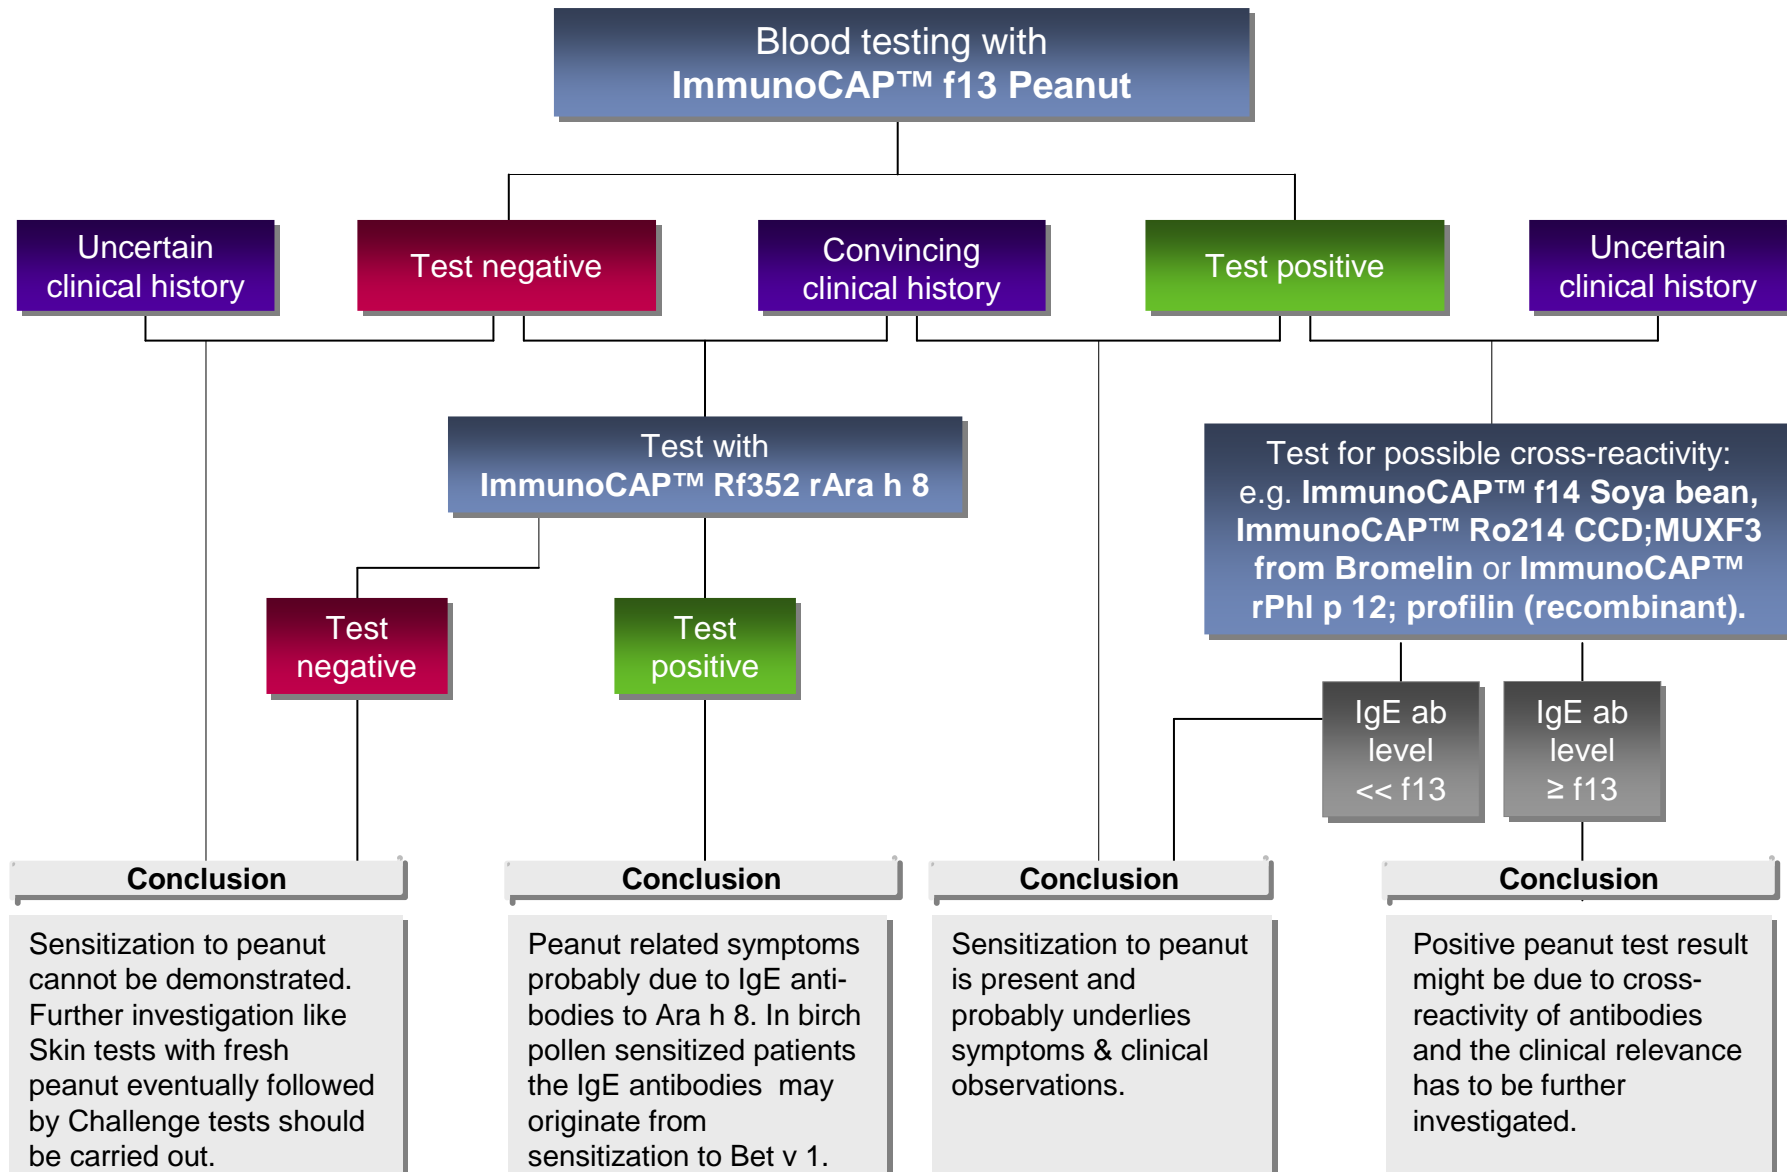 Blood testing with
ImmunoCAP™ f13 Peanut
Uncertain
clinical history
Test negative
Convincing
clinical history
Test positive
Uncertain
clinical history
Test with
ImmunoCAP™ Rf352 rAra h 8
Test for possible cross-reactivity:
e.g. ImmunoCAP™ f14 Soya bean,
ImmunoCAP™ Ro214 CCD;MUXF3
from Bromelin or ImmunoCAP™
rPhl p 12; profilin (recombinant).
Test
negative
Test
positive
IgE ab
level
<< f13
IgE ab
level
≥ f13
Conclusion
Sensitization to peanut
cannot be demonstrated.
Further investigation like
Skin tests with fresh
peanut eventually followed
by Challenge tests should
be carried out.
Conclusion
Peanut related symptoms
probably due to IgE anti-
bodies to Ara h 8. In birch
pollen sensitized patients
the IgE antibodies may
originate from
sensitization to Bet v 1.
Conclusion
Sensitization to peanut
is present and
probably underlies
symptoms & clinical
observations.
Conclusion
Positive peanut test result
might be due to cross-
reactivity of antibodies
and the clinical relevance
has to be further
investigated.